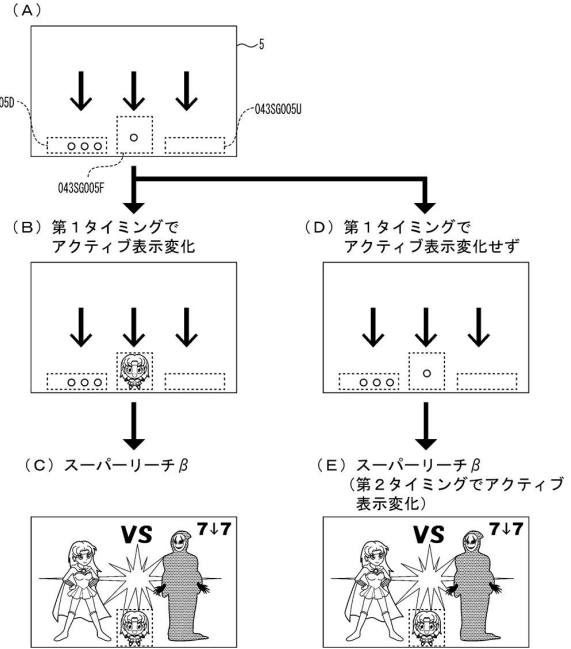 (A)
5
05D
043SG005U
043SG005F
(B) 第1タイミングで
アクティブ表示変化
(D) 第1タイミングで
アクティブ表示変化せず
(C) スーパーリーチβ
(E) スーパーリーチβ
(第2タイミングでアクティブ
表示変化)
VS 7↓7
VS 7↓7